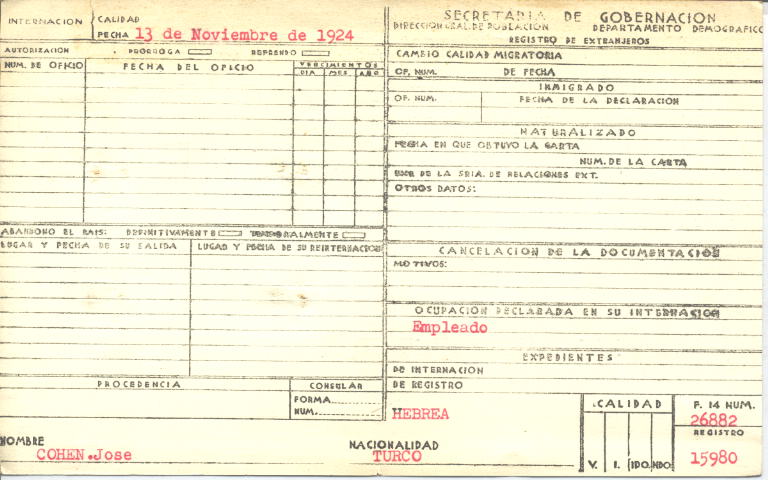 INTERNACION
CALIDAD
FECHA 13 de Noviembre de 1924
AUTORIZACION . PRORROGA REFRENDO
NUM. DE OFICIO FECHA DEL OFICIO VENCIMIENTOS
DIA MES AÑO
ABANDONO EL PAIS: DEFINITIVAMENTE TEMPORALMENTE
LUGAR Y FECHA DE SU SALIDA LUGAR Y FECHA DE SU REINTERNACION
PROCEDENCIA CONSULAR
FORMA
NUM.
SECRETARIA DE GOBERNACION
DIRECCION GRAL. DE POBLACION DEPARTAMENTO DEMOGRAFICO
REGISTRO DE EXTRANJEROS
CAMBIO CALIDAD MIGRATORIA
OF. NUM. DE FECHA
INMIGRADO
OF. NUM. FECHA DE LA DECLARACION
NATURALIZADO
FECHA EN QUE OBTUVO LA CARTA
NUM. DE LA CARTA
DE LA SRIA. DE RELACIONES EXT.
OTROS DATOS:
CANCELACION DE LA DOCUMENTACION
MOTIVOS:
OCUPACION DECLARADA EN SU INTERNACION
Empleado
EXPEDIENTES
DE INTERNACION
DE REGISTRO
HEBREA
CALIDAD
V. I. IDO. NDO.
F. 14 NUM.
26882
REGISTRO
15980
NOMBRE
COHEN.Jose
NACIONALIDAD
TURCO